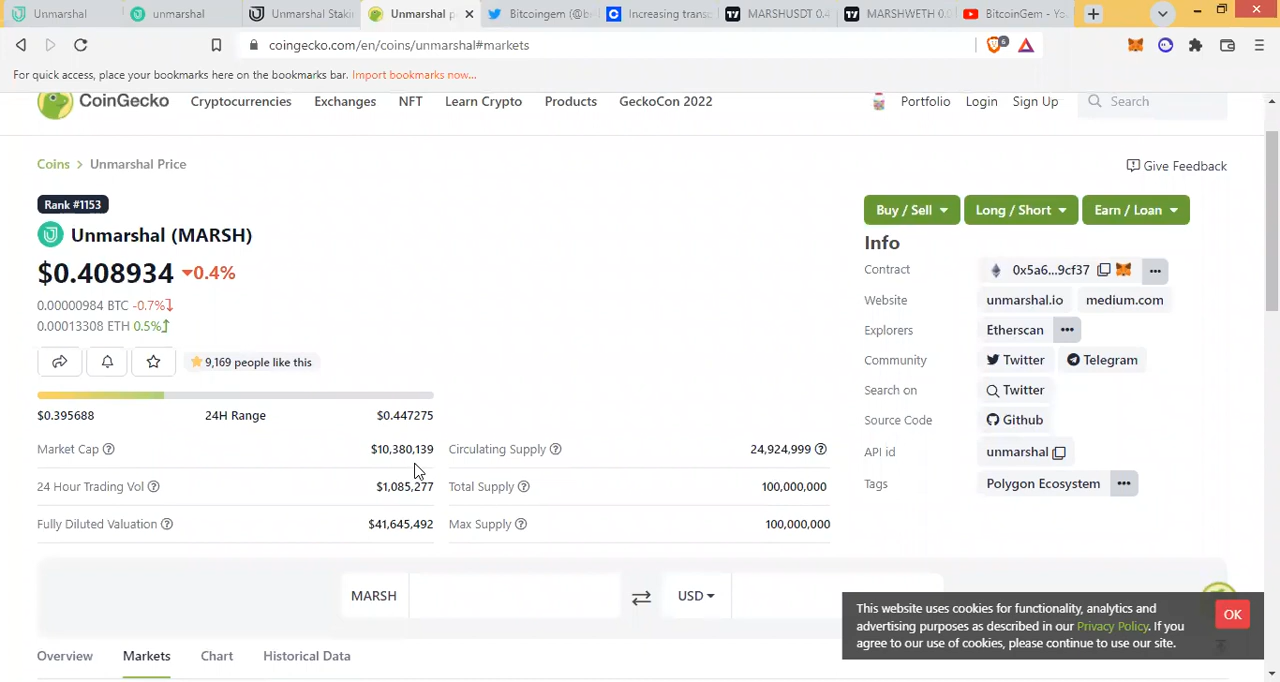 Unmarshal
unmarshal
Unmarshal Staki
Unmarshal p
Bitcoingem (@b
Increasing transa
MARSHUSDT 0.4
MARSHWETH 0.0
BitcoinGem - Yo
coingecko.com/en/coins/unmarshal#markets
6
For quick access, place your bookmarks here on the bookmarks bar. Import bookmarks now...
CoinGecko
Cryptocurrencies
Exchanges
NFT
Learn Crypto
Products
GeckoCon 2022
Portfolio
Login
Sign Up
Search
Coins > Unmarshal Price
Give Feedback
Rank #1153
Unmarshal (MARSH)
$0.408934 0.4%
0.00000984 BTC -0.7%
0.00013308 ETH 0.5%
9,169 people like this
$0.395688 24H Range $0.447275
Market Cap $10,380,139
24 Hour Trading Vol $1,085,277
Fully Diluted Valuation $41,645,492
Circulating Supply 24,924,999
Total Supply 100,000,000
Max Supply 100,000,000
Buy / Sell
Long / Short
Earn / Loan
Info
Contract 0x5a6...9cf37
Website unmarshal.io medium.com
Explorers Etherscan
Community Twitter Telegram
Search on Twitter
Source Code Github
API id unmarshal
Tags Polygon Ecosystem
MARSH
USD
This website uses cookies for functionality, analytics and
advertising purposes as described in our Privacy Policy. If you
agree to our use of cookies, please continue to use our site.
OK
Overview
Markets
Chart
Historical Data